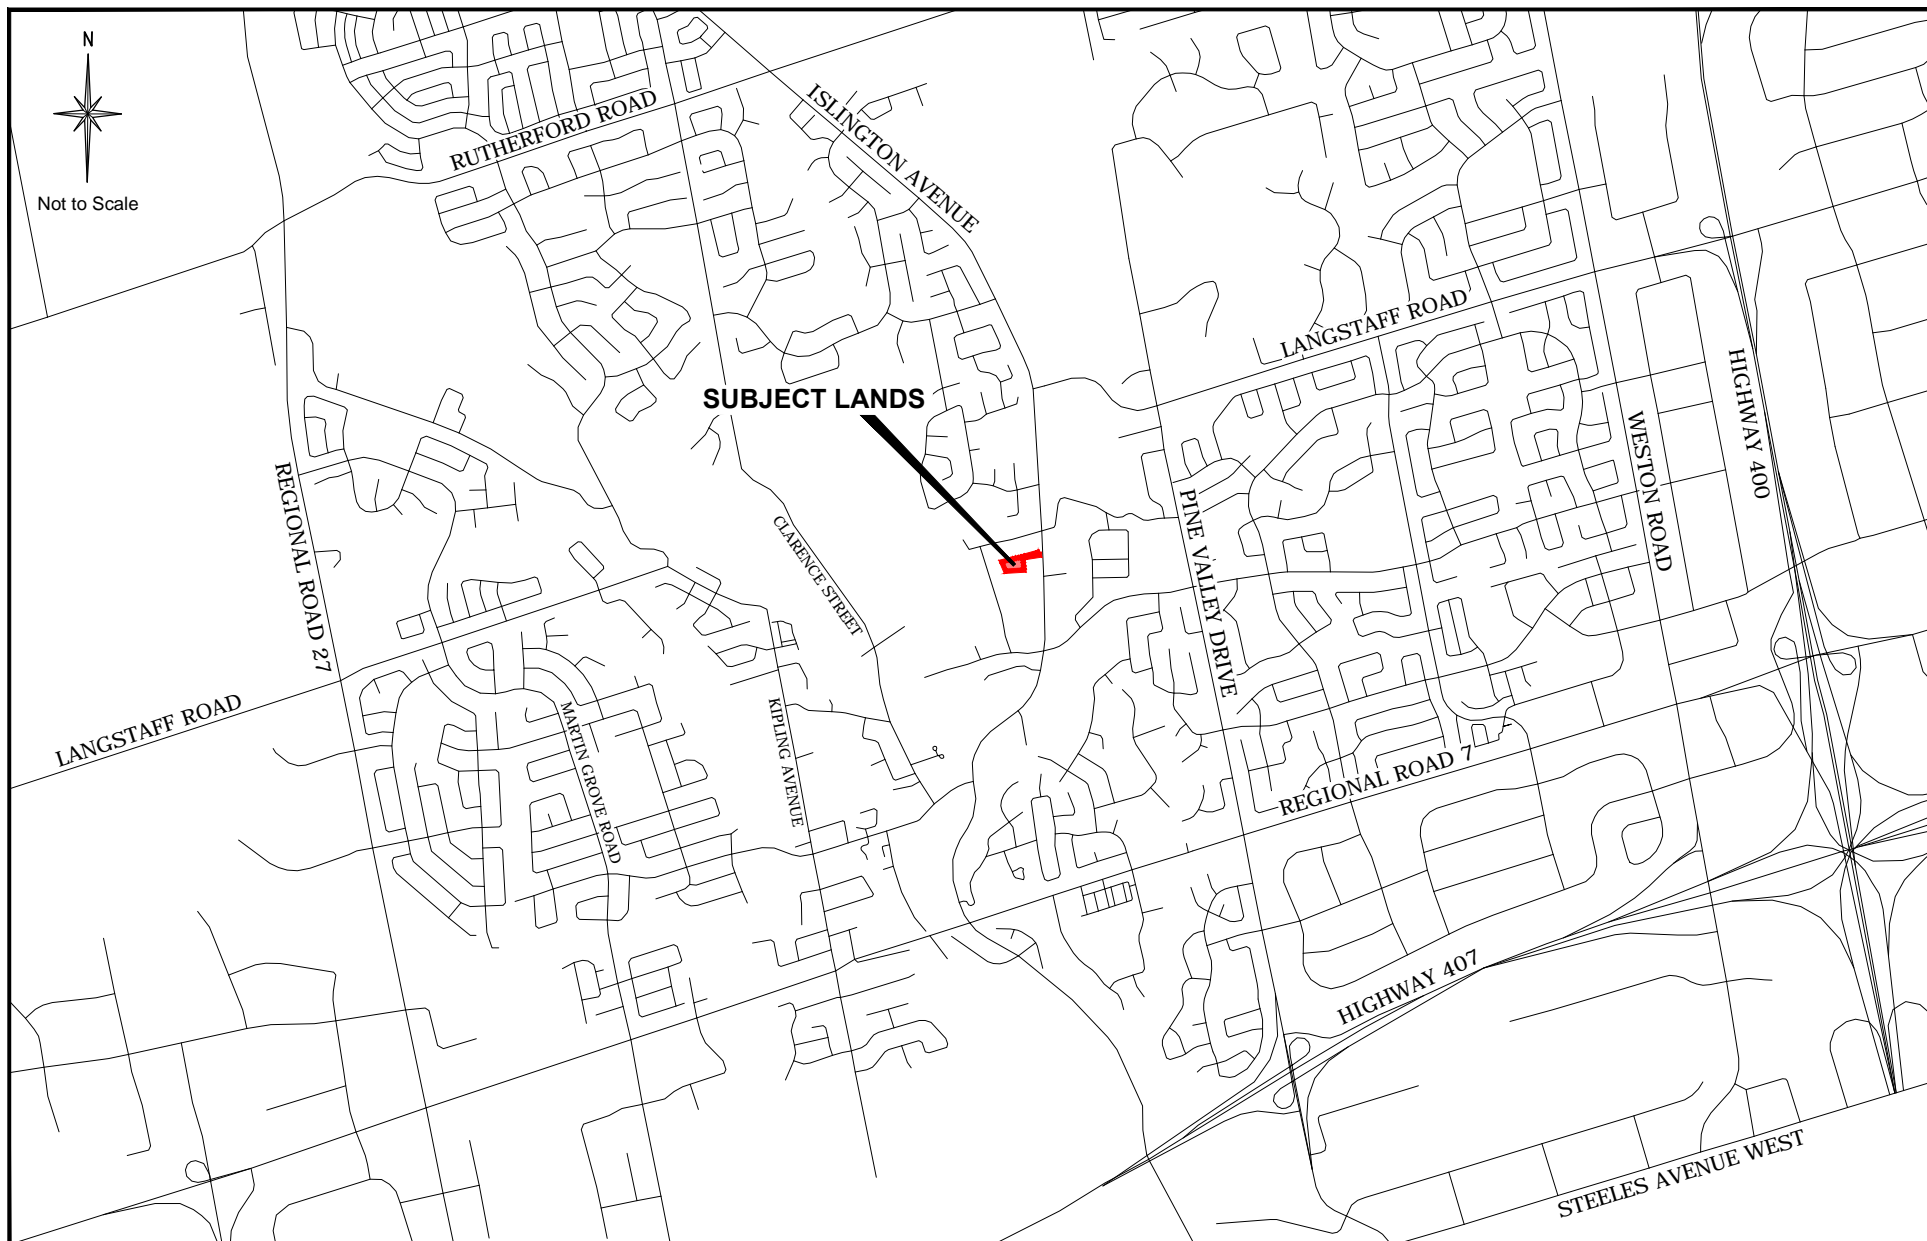 N
Not to Scale
RUTHERFORD ROAD
ISLINGTON AVENUE
LANGSTAFF ROAD
HIGHWAY 400
SUBJECT LANDS
WESTON ROAD
REGIONAL ROAD 27
PINE VALLEY DRIVE
CLARENCE STREET
LANGSTAFF ROAD
MARTIN GROVE ROAD
KIPLING AVENUE
REGIONAL ROAD 7
HIGHWAY 407
STEELES AVENUE WEST